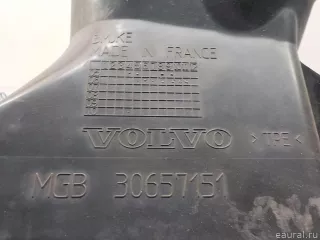 MADE IN FRANCE
VOLVO
> TPE <
MGB 30657151
eaural.ru